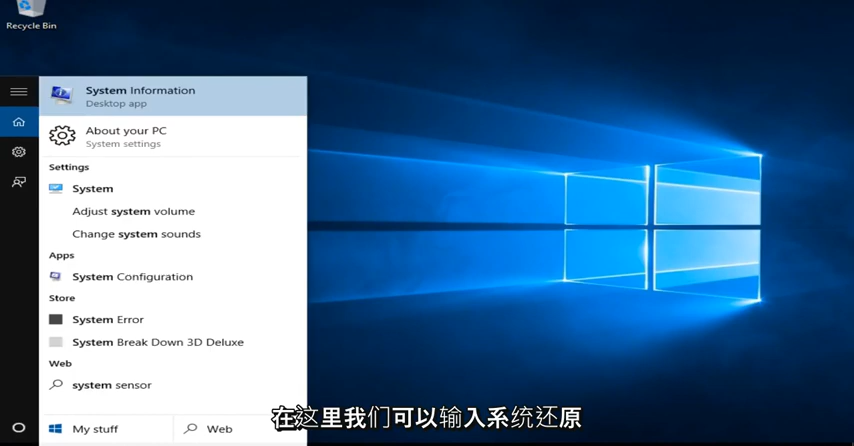 Recycle Bin
System Information
Desktop app
About your PC
System settings
Settings
System
Adjust system volume
Change system sounds
Apps
System Configuration
Store
System Error
System Break Down 3D Deluxe
Web
system sensor
My stuff
Web
在这里我们可以输入系统还原